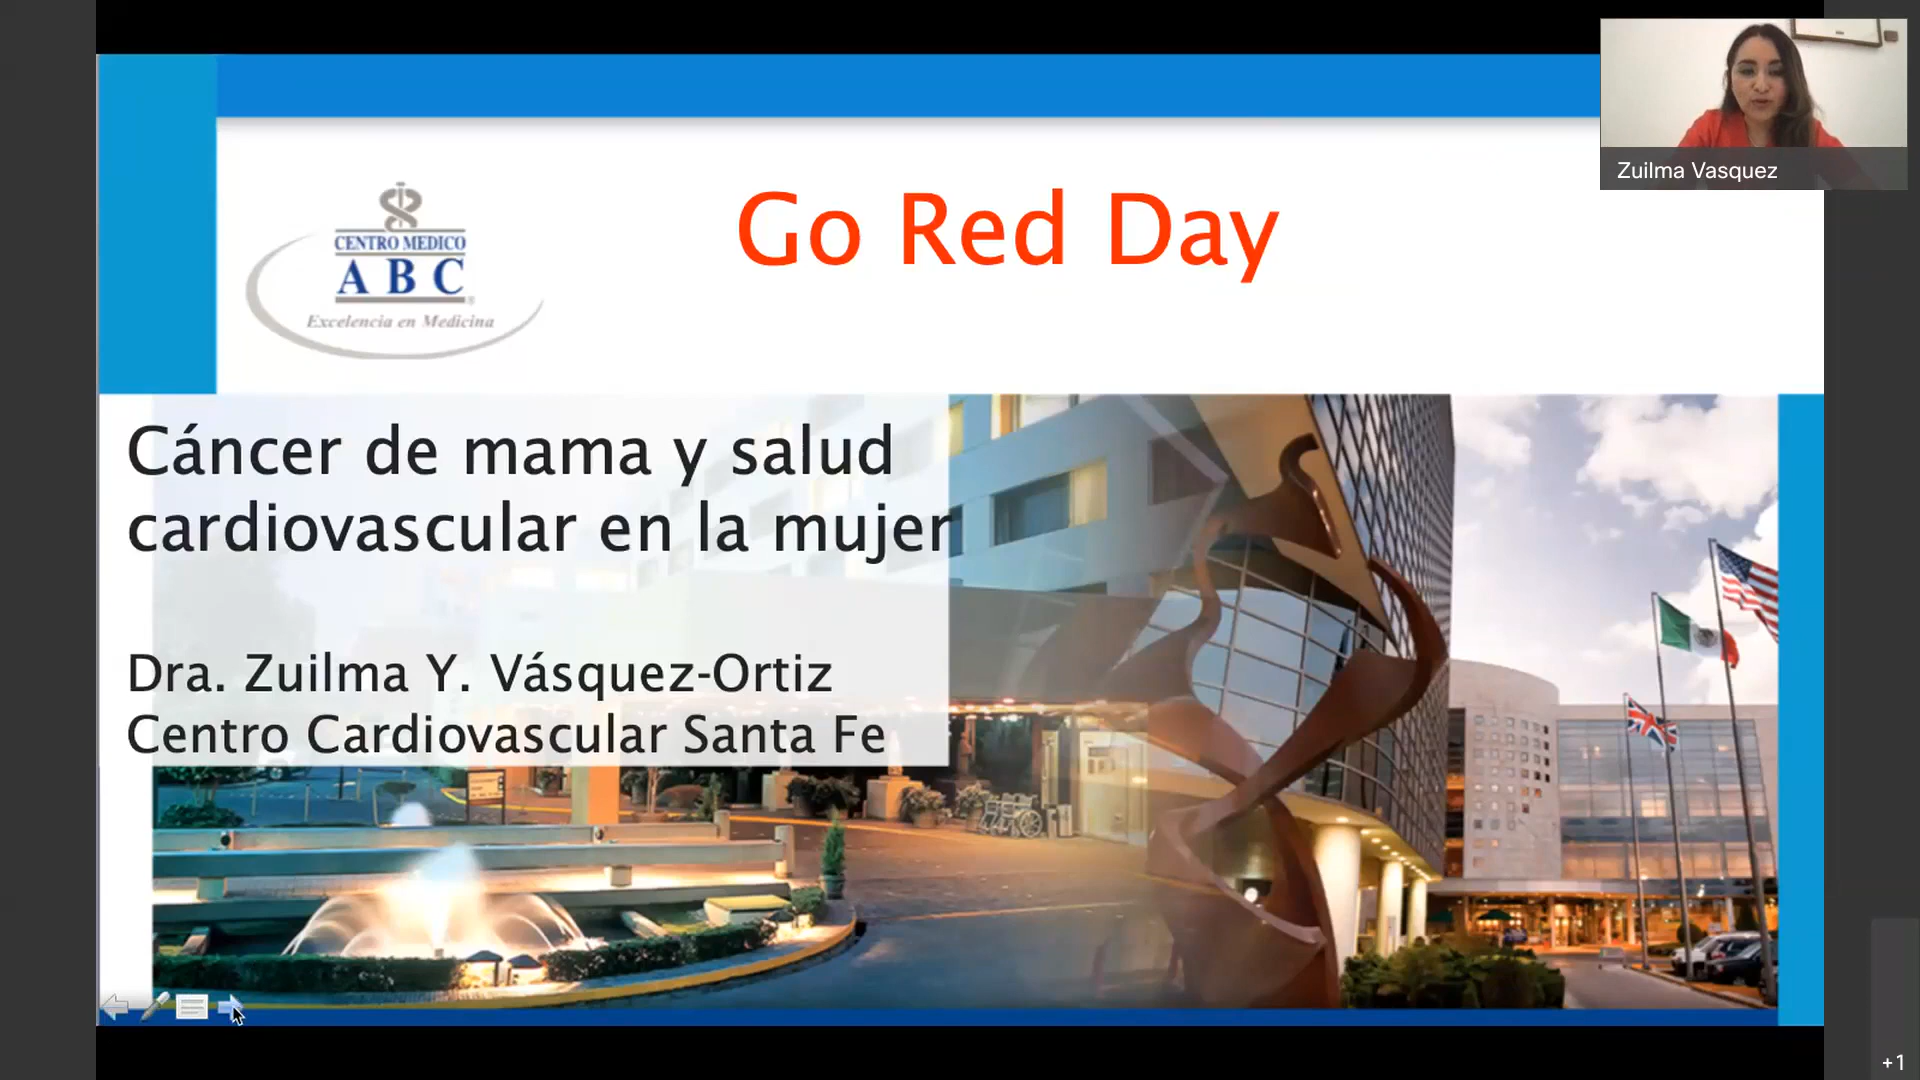 Go Red Day
CENTRO MEDICO
A B C
Excelencia en Medicina
Zuilma Vasquez
Cáncer de mama y salud
cardiovascular en la mujer
Dra. Zuilma Y. Vásquez-Ortiz
Centro Cardiovascular Santa Fe
+1